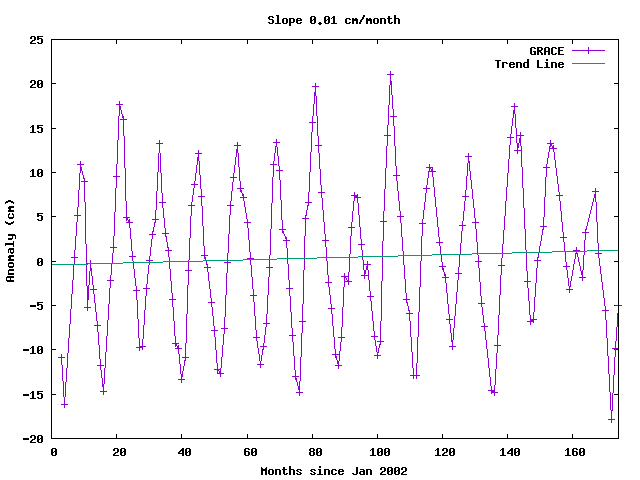 Slope 0.01 cm/month
GRACE
Trend Line
25
20
15
10
5
0
-5
-10
-15
-20
Anomaly (cm)
0 20 40 60 80 100 120 140 160
Months since Jan 2002